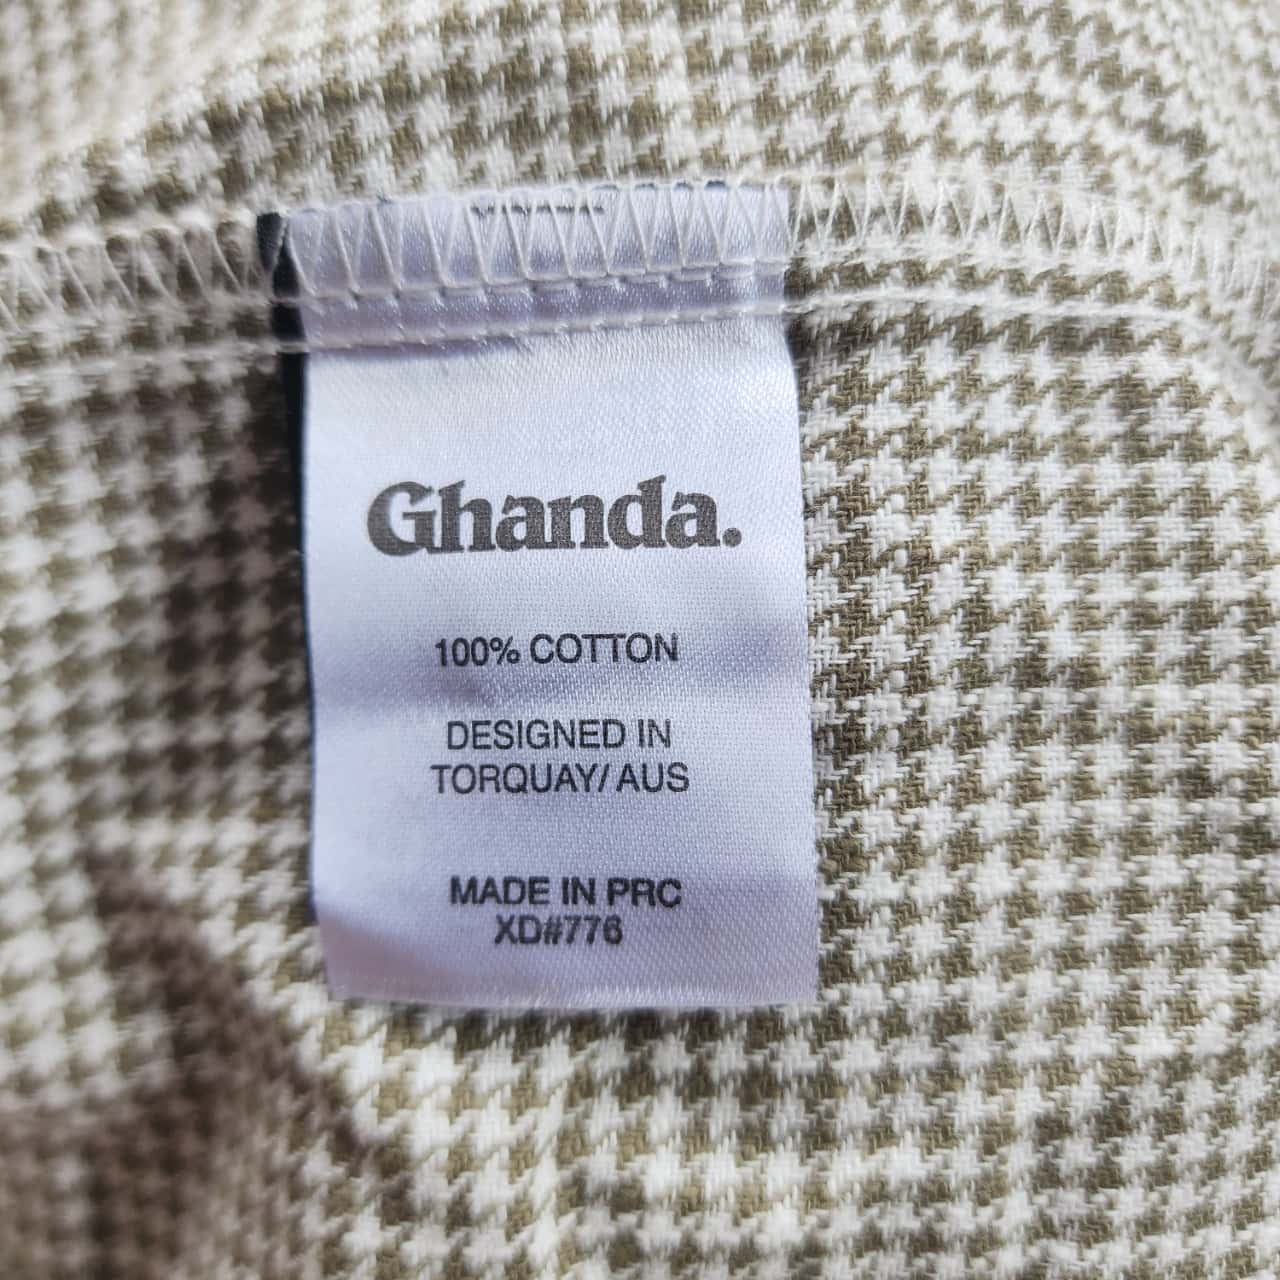 Ghanda.
100% COTTON
DESIGNED IN
TORQUAY/ AUS
MADE IN PRC
XD#776